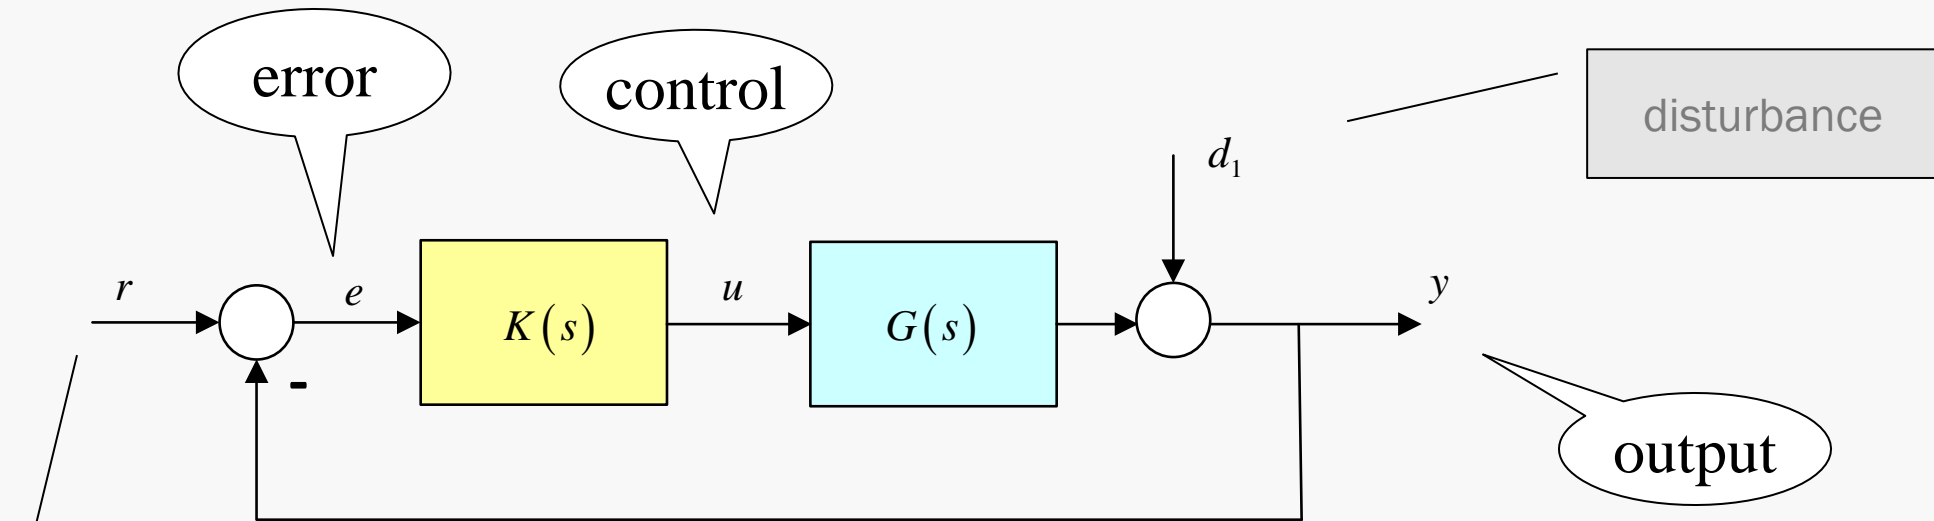 error
control
disturbance
d₁
r
e
K(s)
u
G(s)
y
-
output